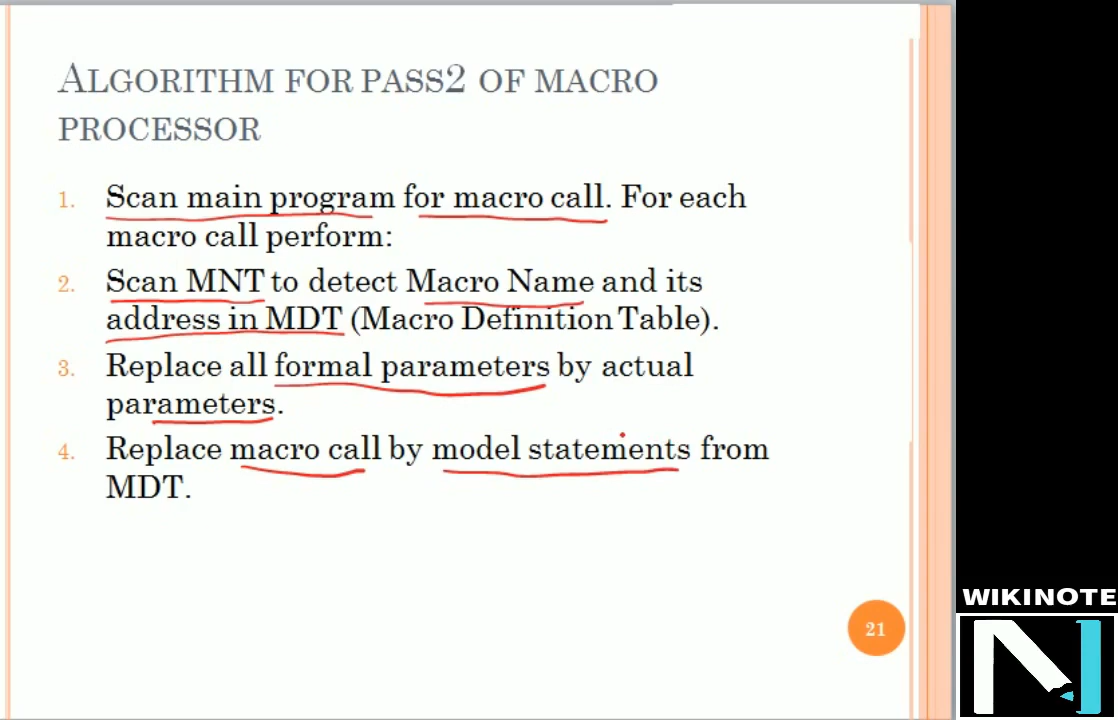 ALGORITHM FOR PASS2 OF MACRO
PROCESSOR
1. Scan main program for macro call. For each
macro call perform:
2. Scan MNT to detect Macro Name and its
address in MDT (Macro Definition Table).
3. Replace all formal parameters by actual
parameters.
4. Replace macro call by model statements from
MDT.
21
WIKINOTE